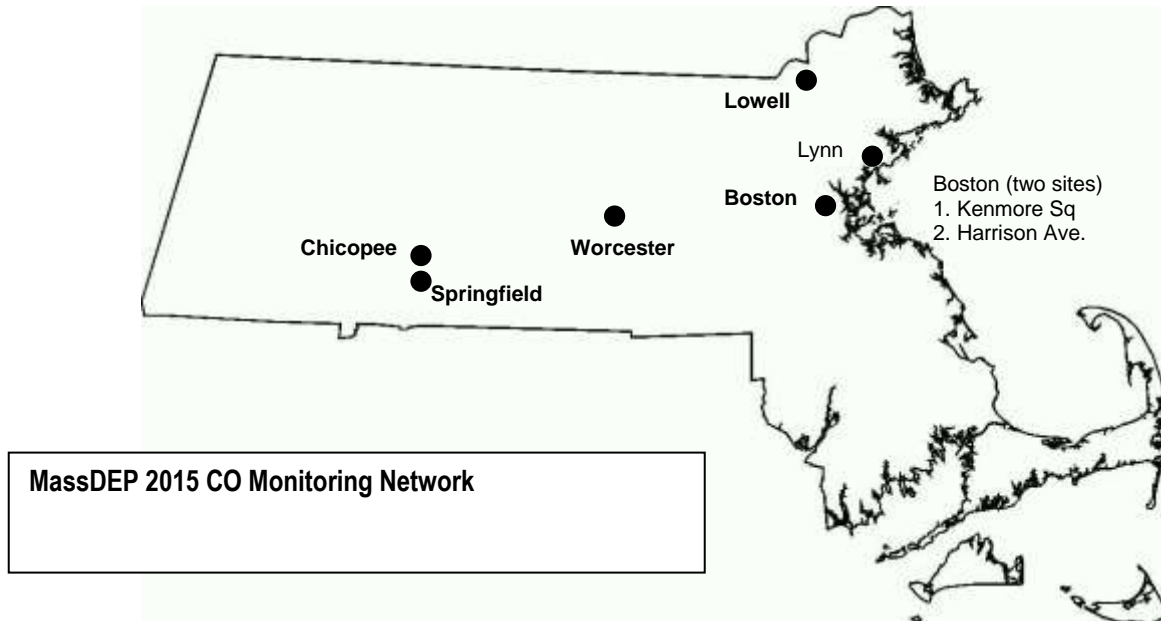 Lowell
Lynn
Boston
Boston (two sites)
1. Kenmore Sq
2. Harrison Ave.
Worcester
Chicopee
Springfield
MassDEP 2015 CO Monitoring Network